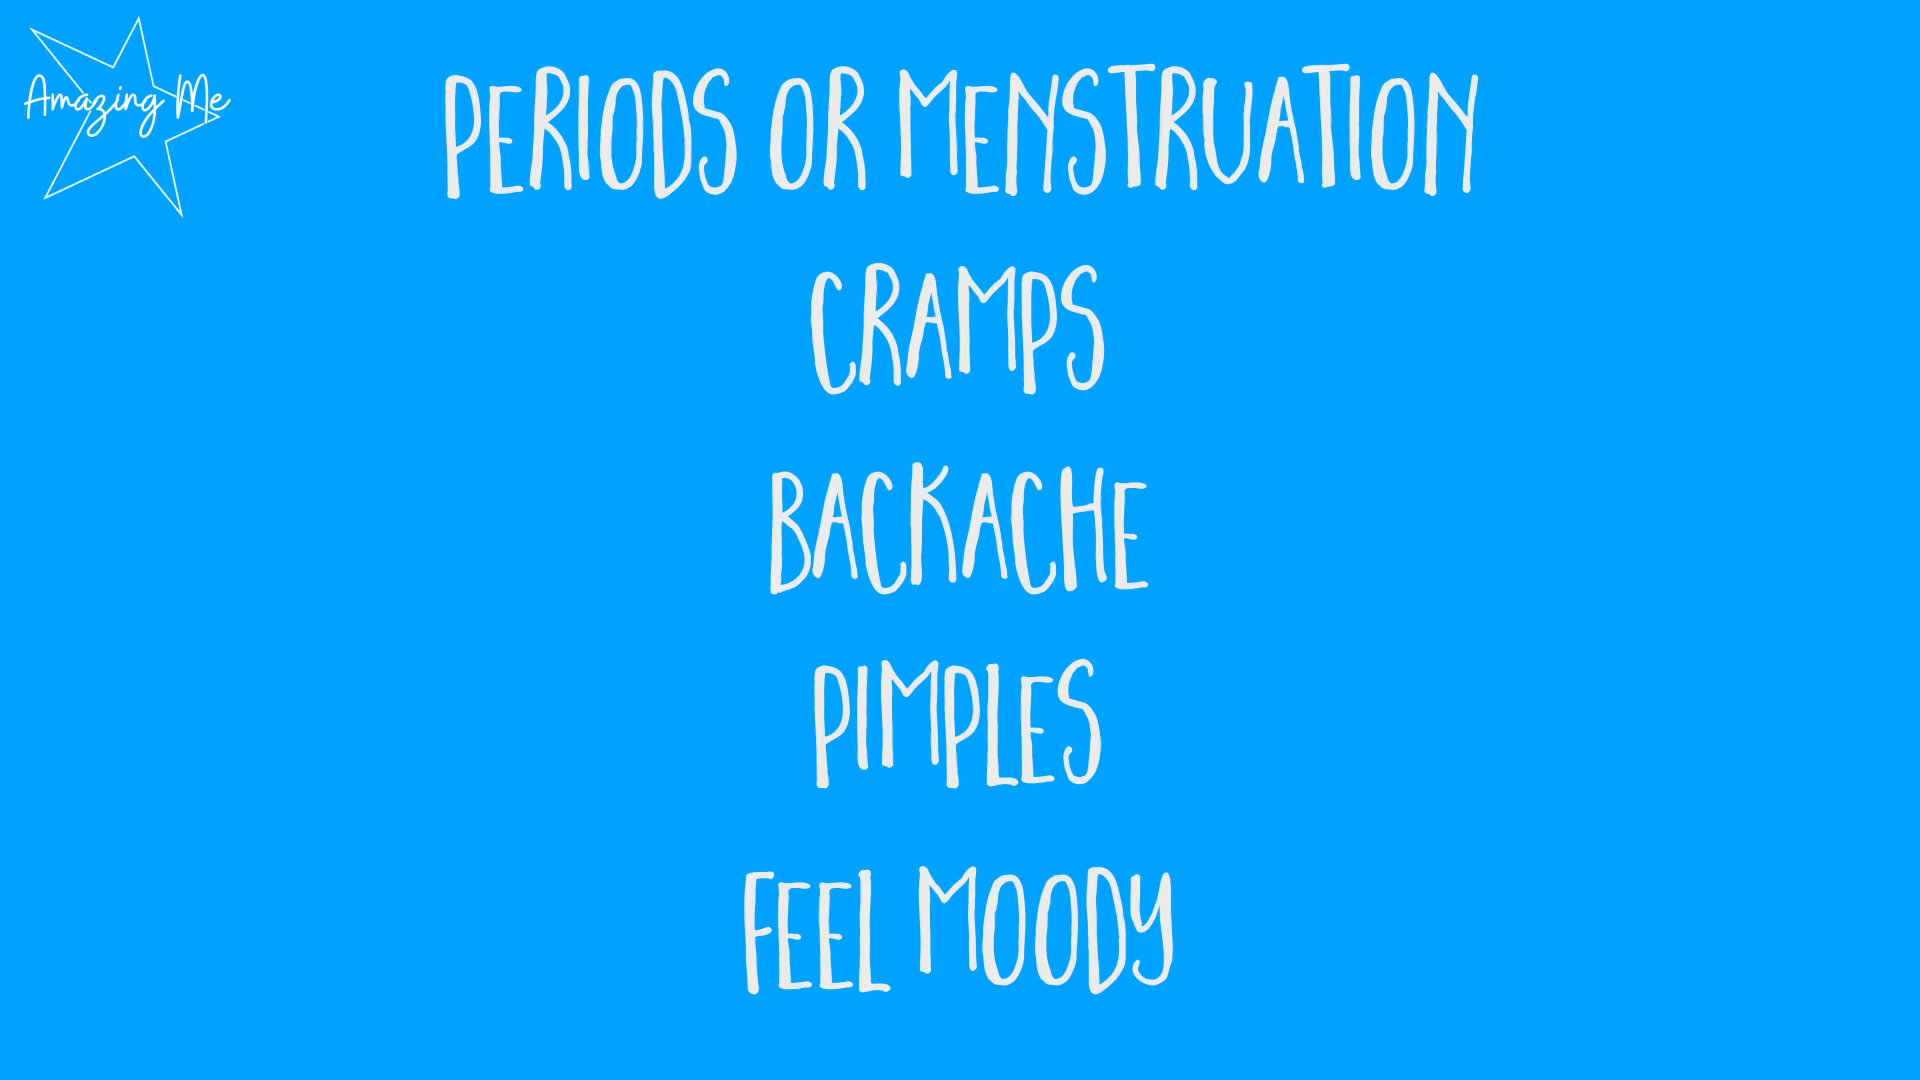 Amazing Me
PERIODS OR MENSTRUATION
CRAMPS
BACKACHE
PIMPLES
FEEL MOODY